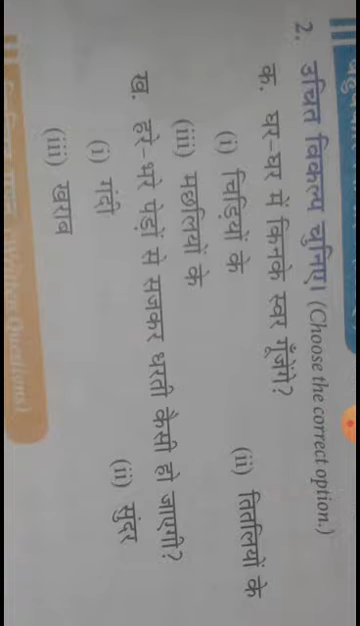 2. उचित विकल्प चुनिए। (Choose the correct option.)
क. घर-घर में किनके स्वर गूँजेंगे?
(i) चिड़ियों के (ii) तितलियों के
(iii) मछलियों के
ख. हरे-भरे पेड़ों से सजकर धरती कैसी हो जाएगी?
(i) गंदी (ii) सुंदर
(iii) खराब
Questions)